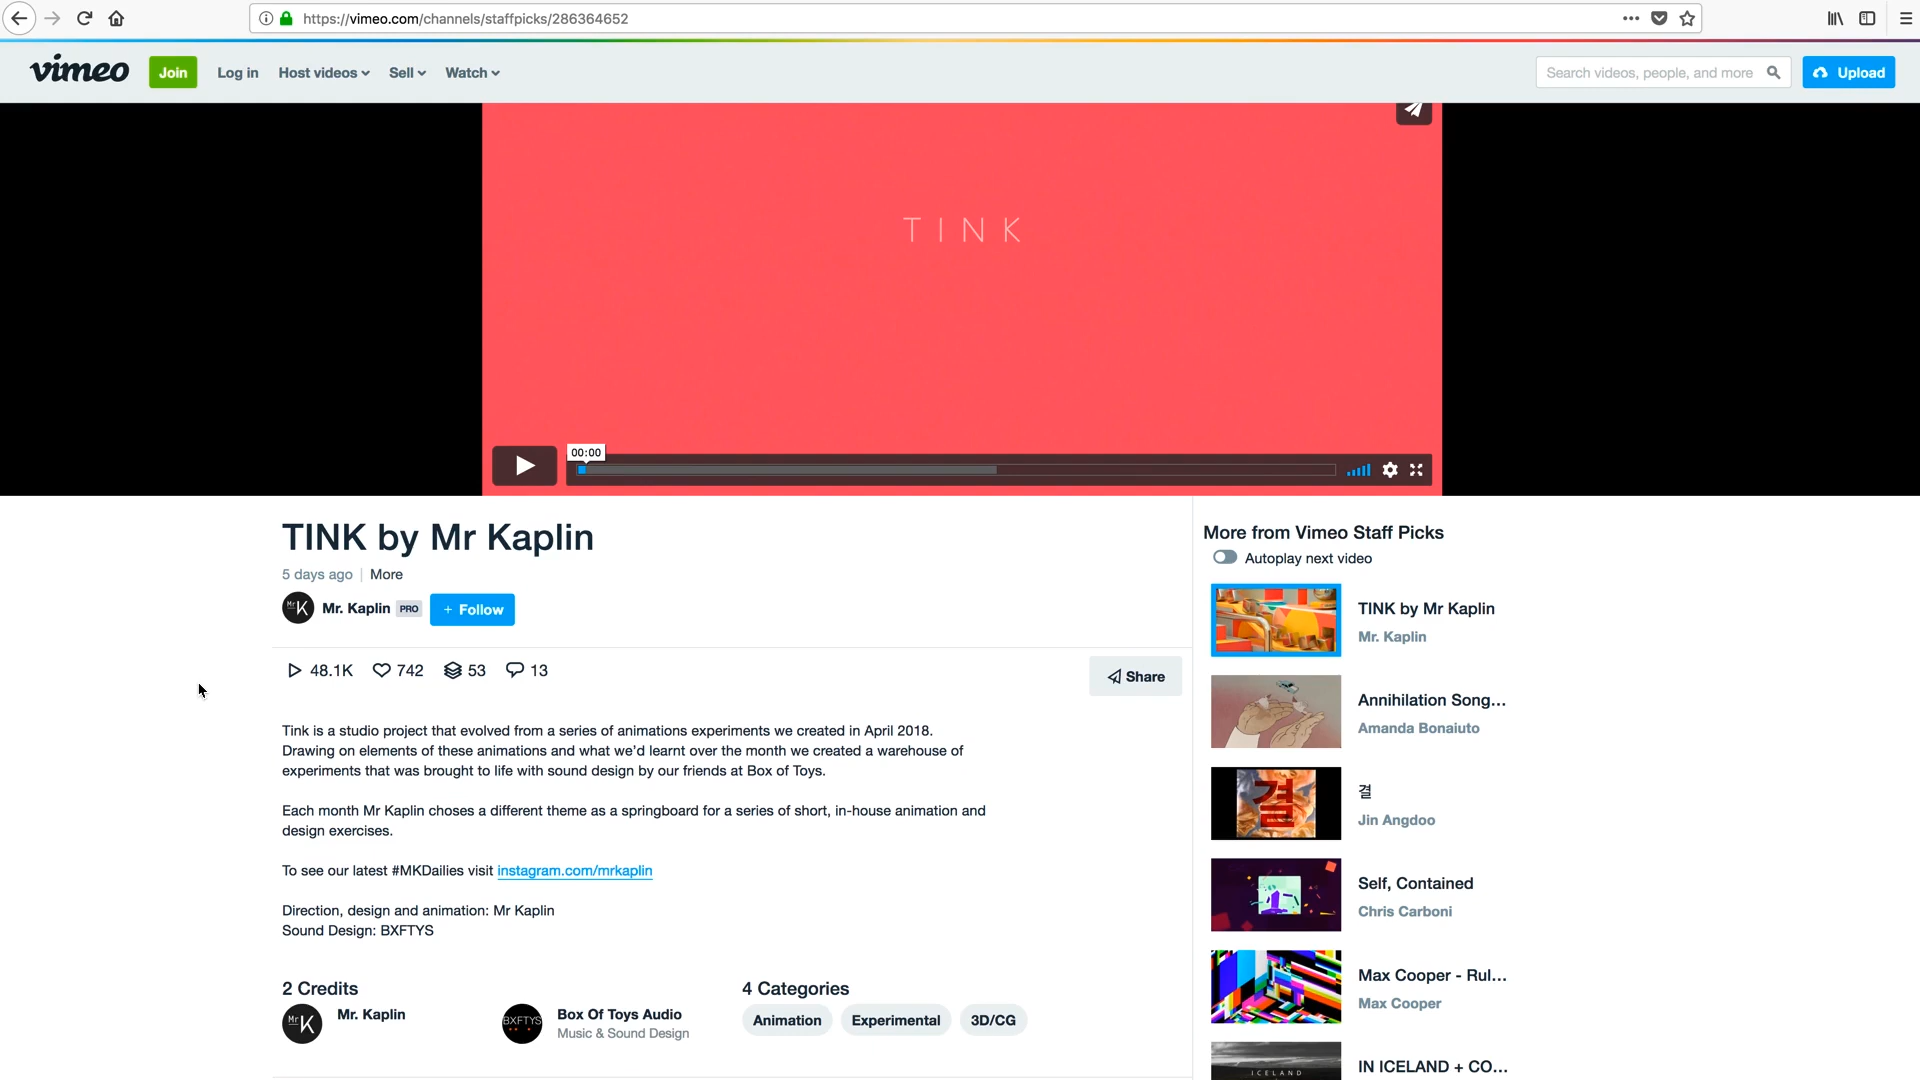 https://vimeo.com/channels/staffpicks/286364652
vimeo
Join
Log in
Host videos
Sell
Watch
Search videos, people, and more
Upload
TINK
00:00
TINK by Mr Kaplin
5 days ago | More
Mr. Kaplin PRO
+ Follow
48.1K 742 53 13
Share
Tink is a studio project that evolved from a series of animations experiments we created in April 2018.
Drawing on elements of these animations and what we'd learnt over the month we created a warehouse of
experiments that was brought to life with sound design by our friends at Box of Toys.
Each month Mr Kaplin choses a different theme as a springboard for a series of short, in-house animation and
design exercises.
To see our latest #MKDailies visit instagram.com/mrkaplin
Direction, design and animation: Mr Kaplin
Sound Design: BXFTYS
2 Credits
MrK
Mr. Kaplin
BXFTYS
Box Of Toys Audio
Music & Sound Design
4 Categories
Animation
Experimental
3D/CG
More from Vimeo Staff Picks
Autoplay next video
TINK by Mr Kaplin
Mr. Kaplin
Annihilation Song...
Amanda Bonaiuto
결
결
Jin Angdoo
Self, Contained
Chris Carboni
Max Cooper - Rul...
Max Cooper
ICELAND
IN ICELAND + CO...